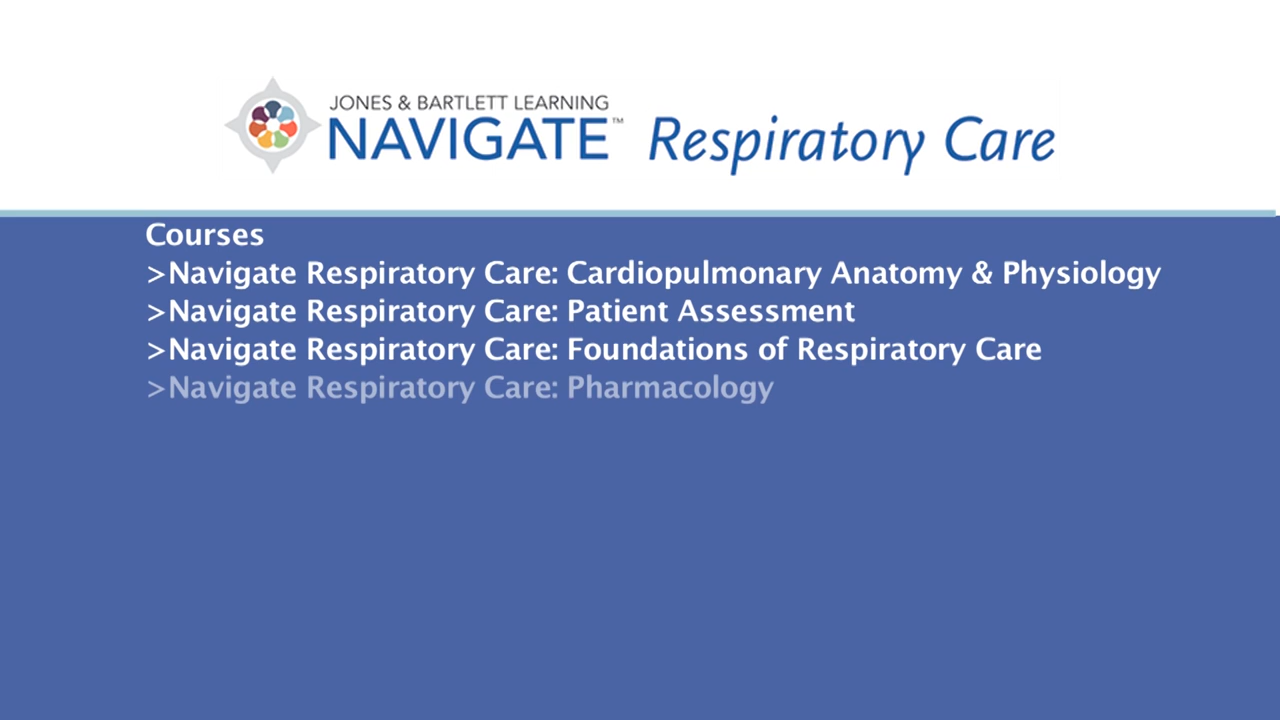 JONES & BARTLETT LEARNING
NAVIGATE™ Respiratory Care
Courses
>Navigate Respiratory Care: Cardiopulmonary Anatomy & Physiology
>Navigate Respiratory Care: Patient Assessment
>Navigate Respiratory Care: Foundations of Respiratory Care
>Navigate Respiratory Care: Pharmacology